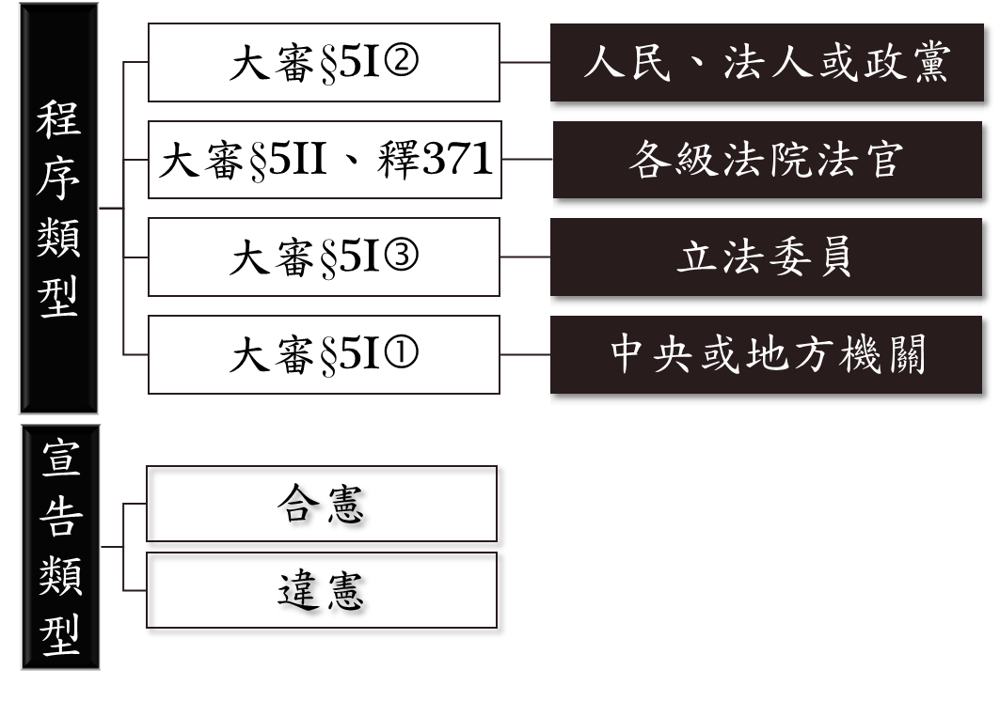 程序類型
大審§5I②
人民、法人或政黨
大審§5II、釋371
各級法院法官
大審§5I③
立法委員
大審§5I①
中央或地方機關
宣告類型
合憲
違憲